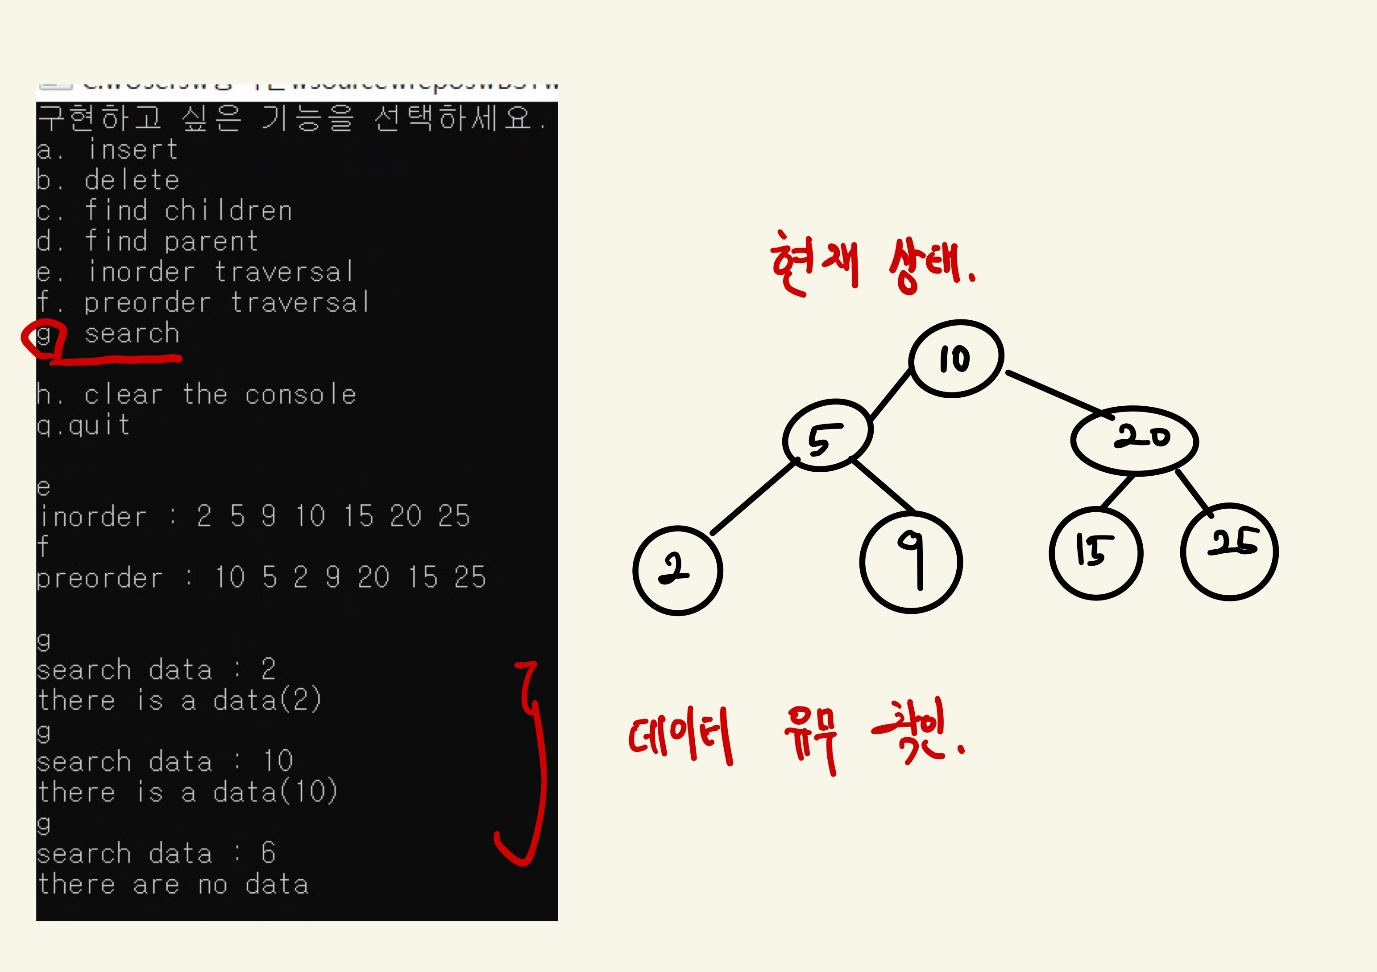 구현하고 싶은 기능을 선택하세요.
a. insert
b. delete
c. find children
d. find parent
e. inorder traversal
f. preorder traversal
g. search
h. clear the console
q.quit
e
inorder : 2 5 9 10 15 20 25
f
preorder : 10 5 2 9 20 15 25
g
search data : 2
there is a data(2)
g
search data : 10
there is a data(10)
g
search data : 6
there are no data
현재 상태.
10
5
20
2
9
15
25
데이터 유무 확인.